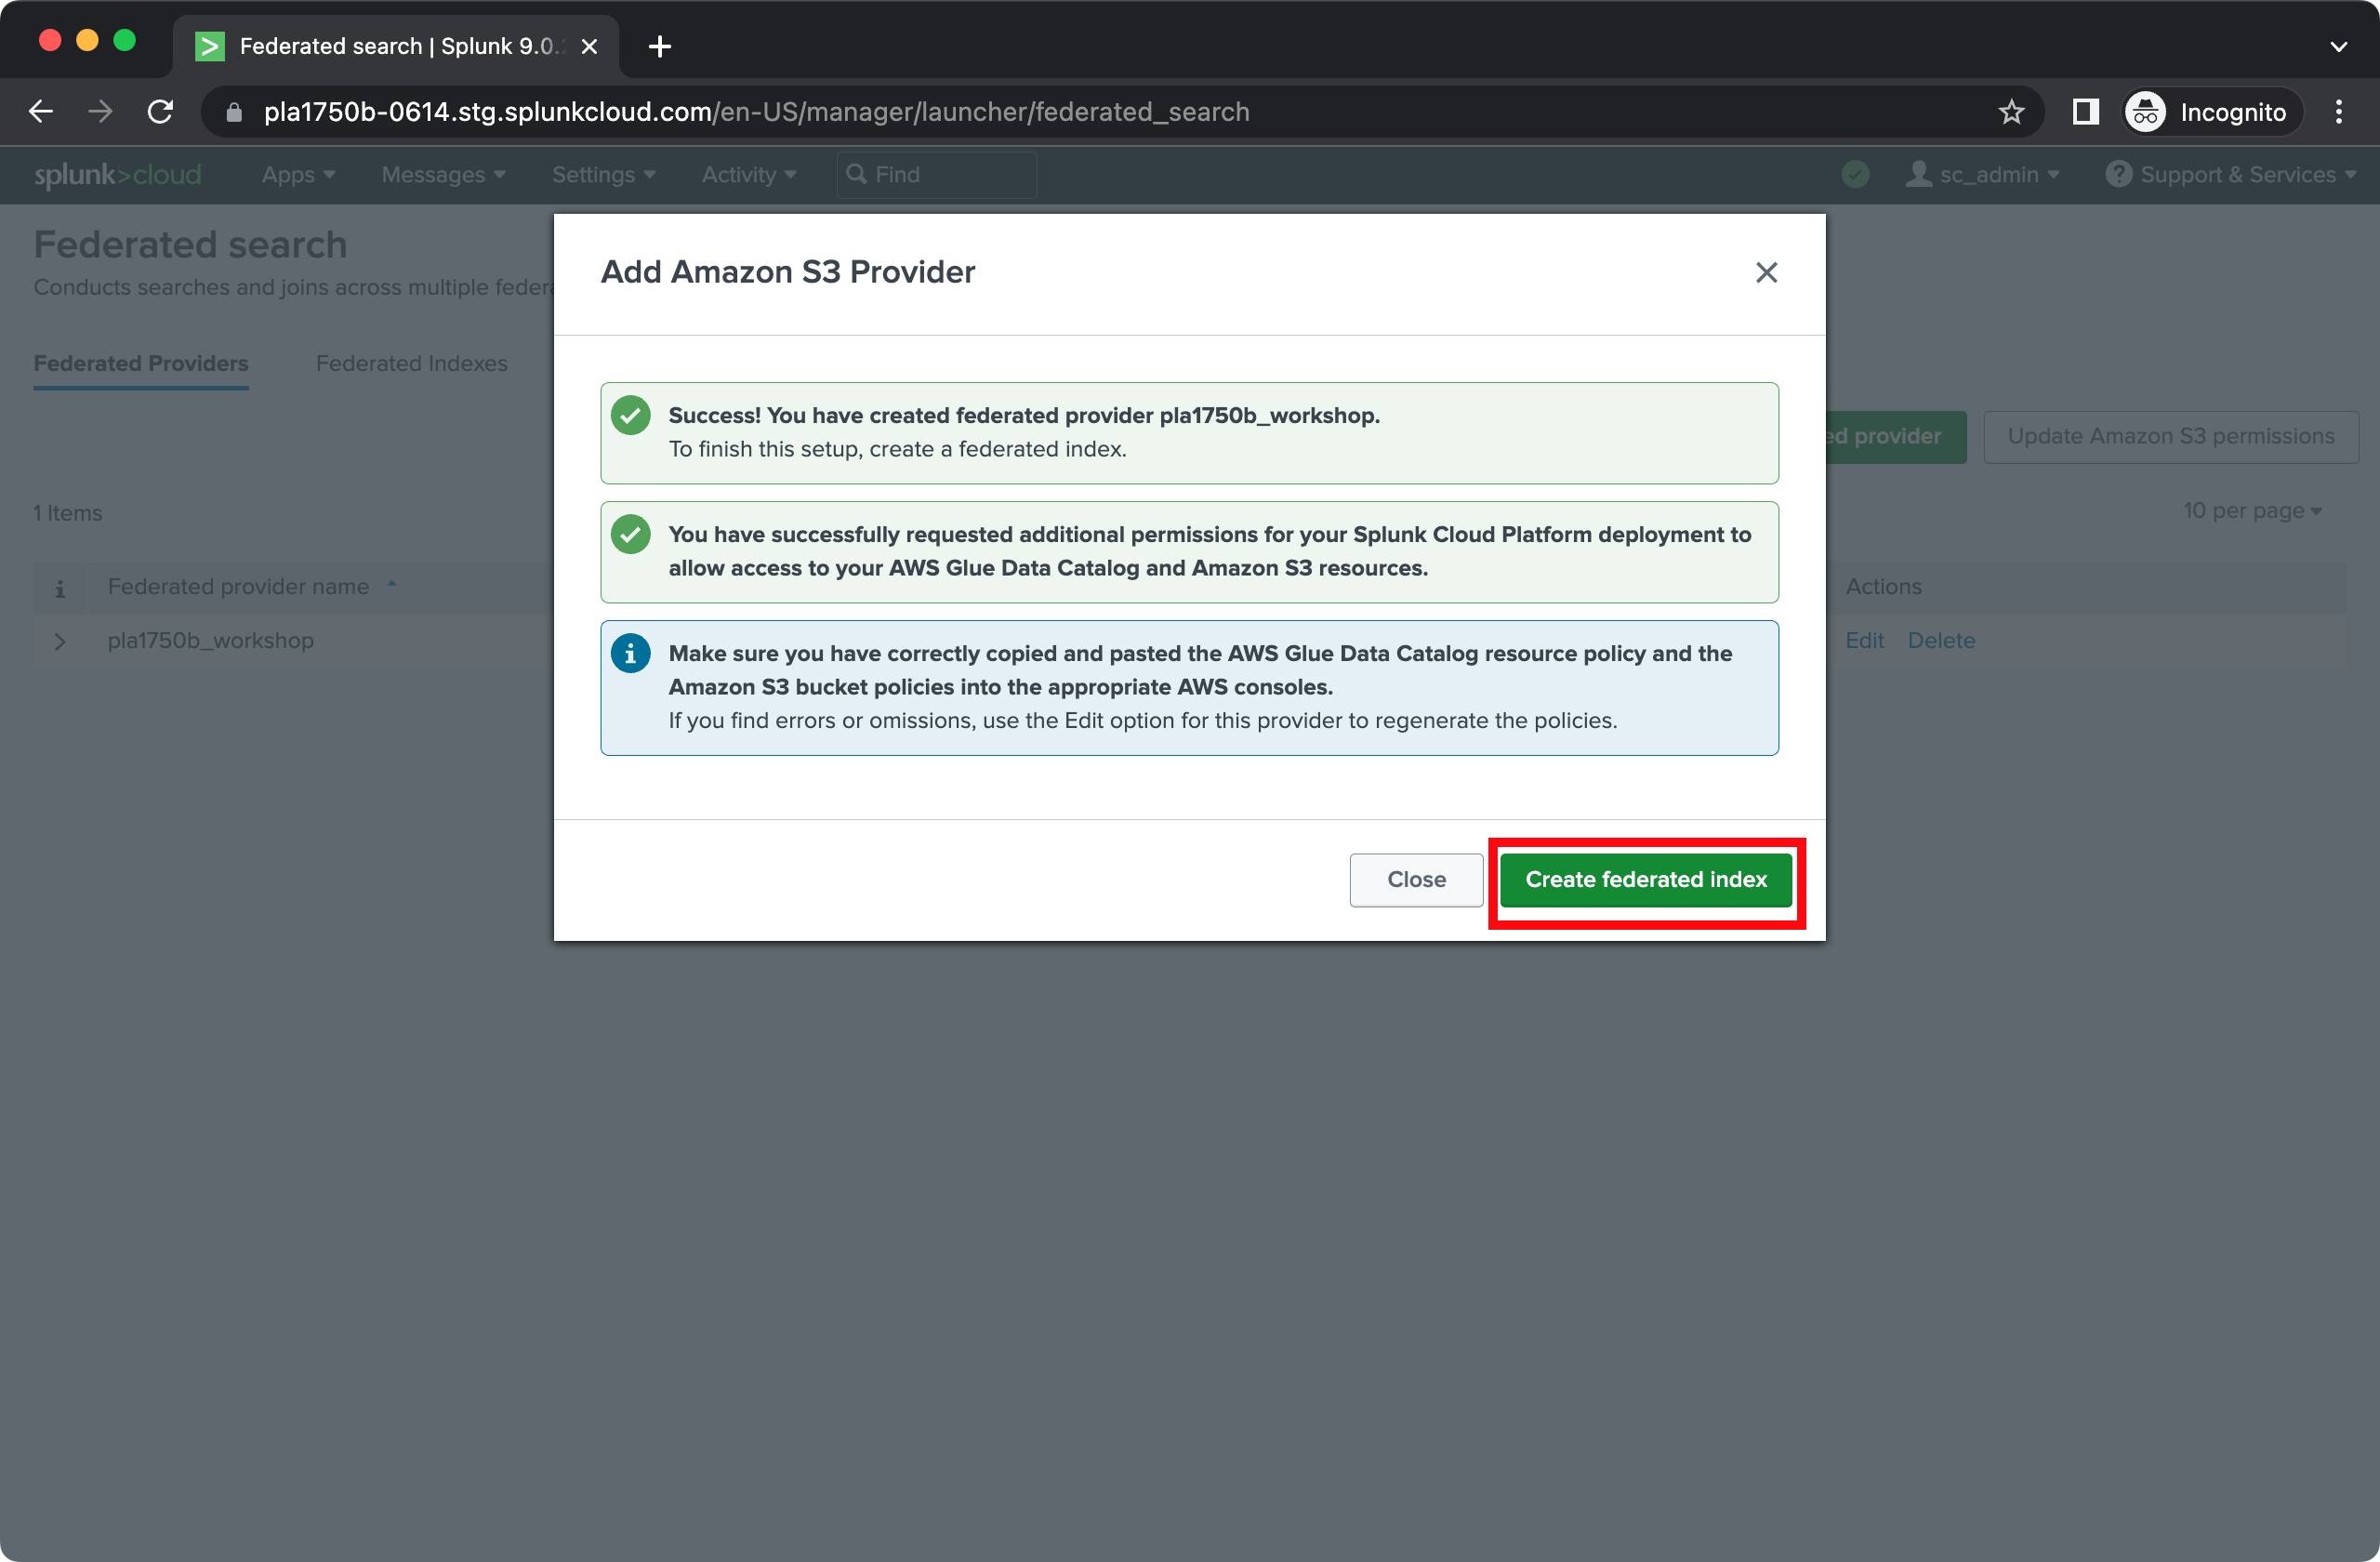 Federated search | Splunk 9.0.
pla1750b-0614.stg.splunkcloud.com/en-US/manager/launcher/federated_search
Incognito
splunk>cloud
Apps
Messages
Settings
Activity
Find
sc_admin
Support & Services
Federated search
Conducts searches and joins across multiple federa
Federated Providers
Federated Indexes
ed provider
Update Amazon S3 permissions
1 Items
10 per page
i
Federated provider name
Actions
pla1750b_workshop
Edit
Delete
Add Amazon S3 Provider
Success! You have created federated provider pla1750b_workshop.
To finish this setup, create a federated index.
You have successfully requested additional permissions for your Splunk Cloud Platform deployment to
allow access to your AWS Glue Data Catalog and Amazon S3 resources.
Make sure you have correctly copied and pasted the AWS Glue Data Catalog resource policy and the
Amazon S3 bucket policies into the appropriate AWS consoles.
If you find errors or omissions, use the Edit option for this provider to regenerate the policies.
Close
Create federated index